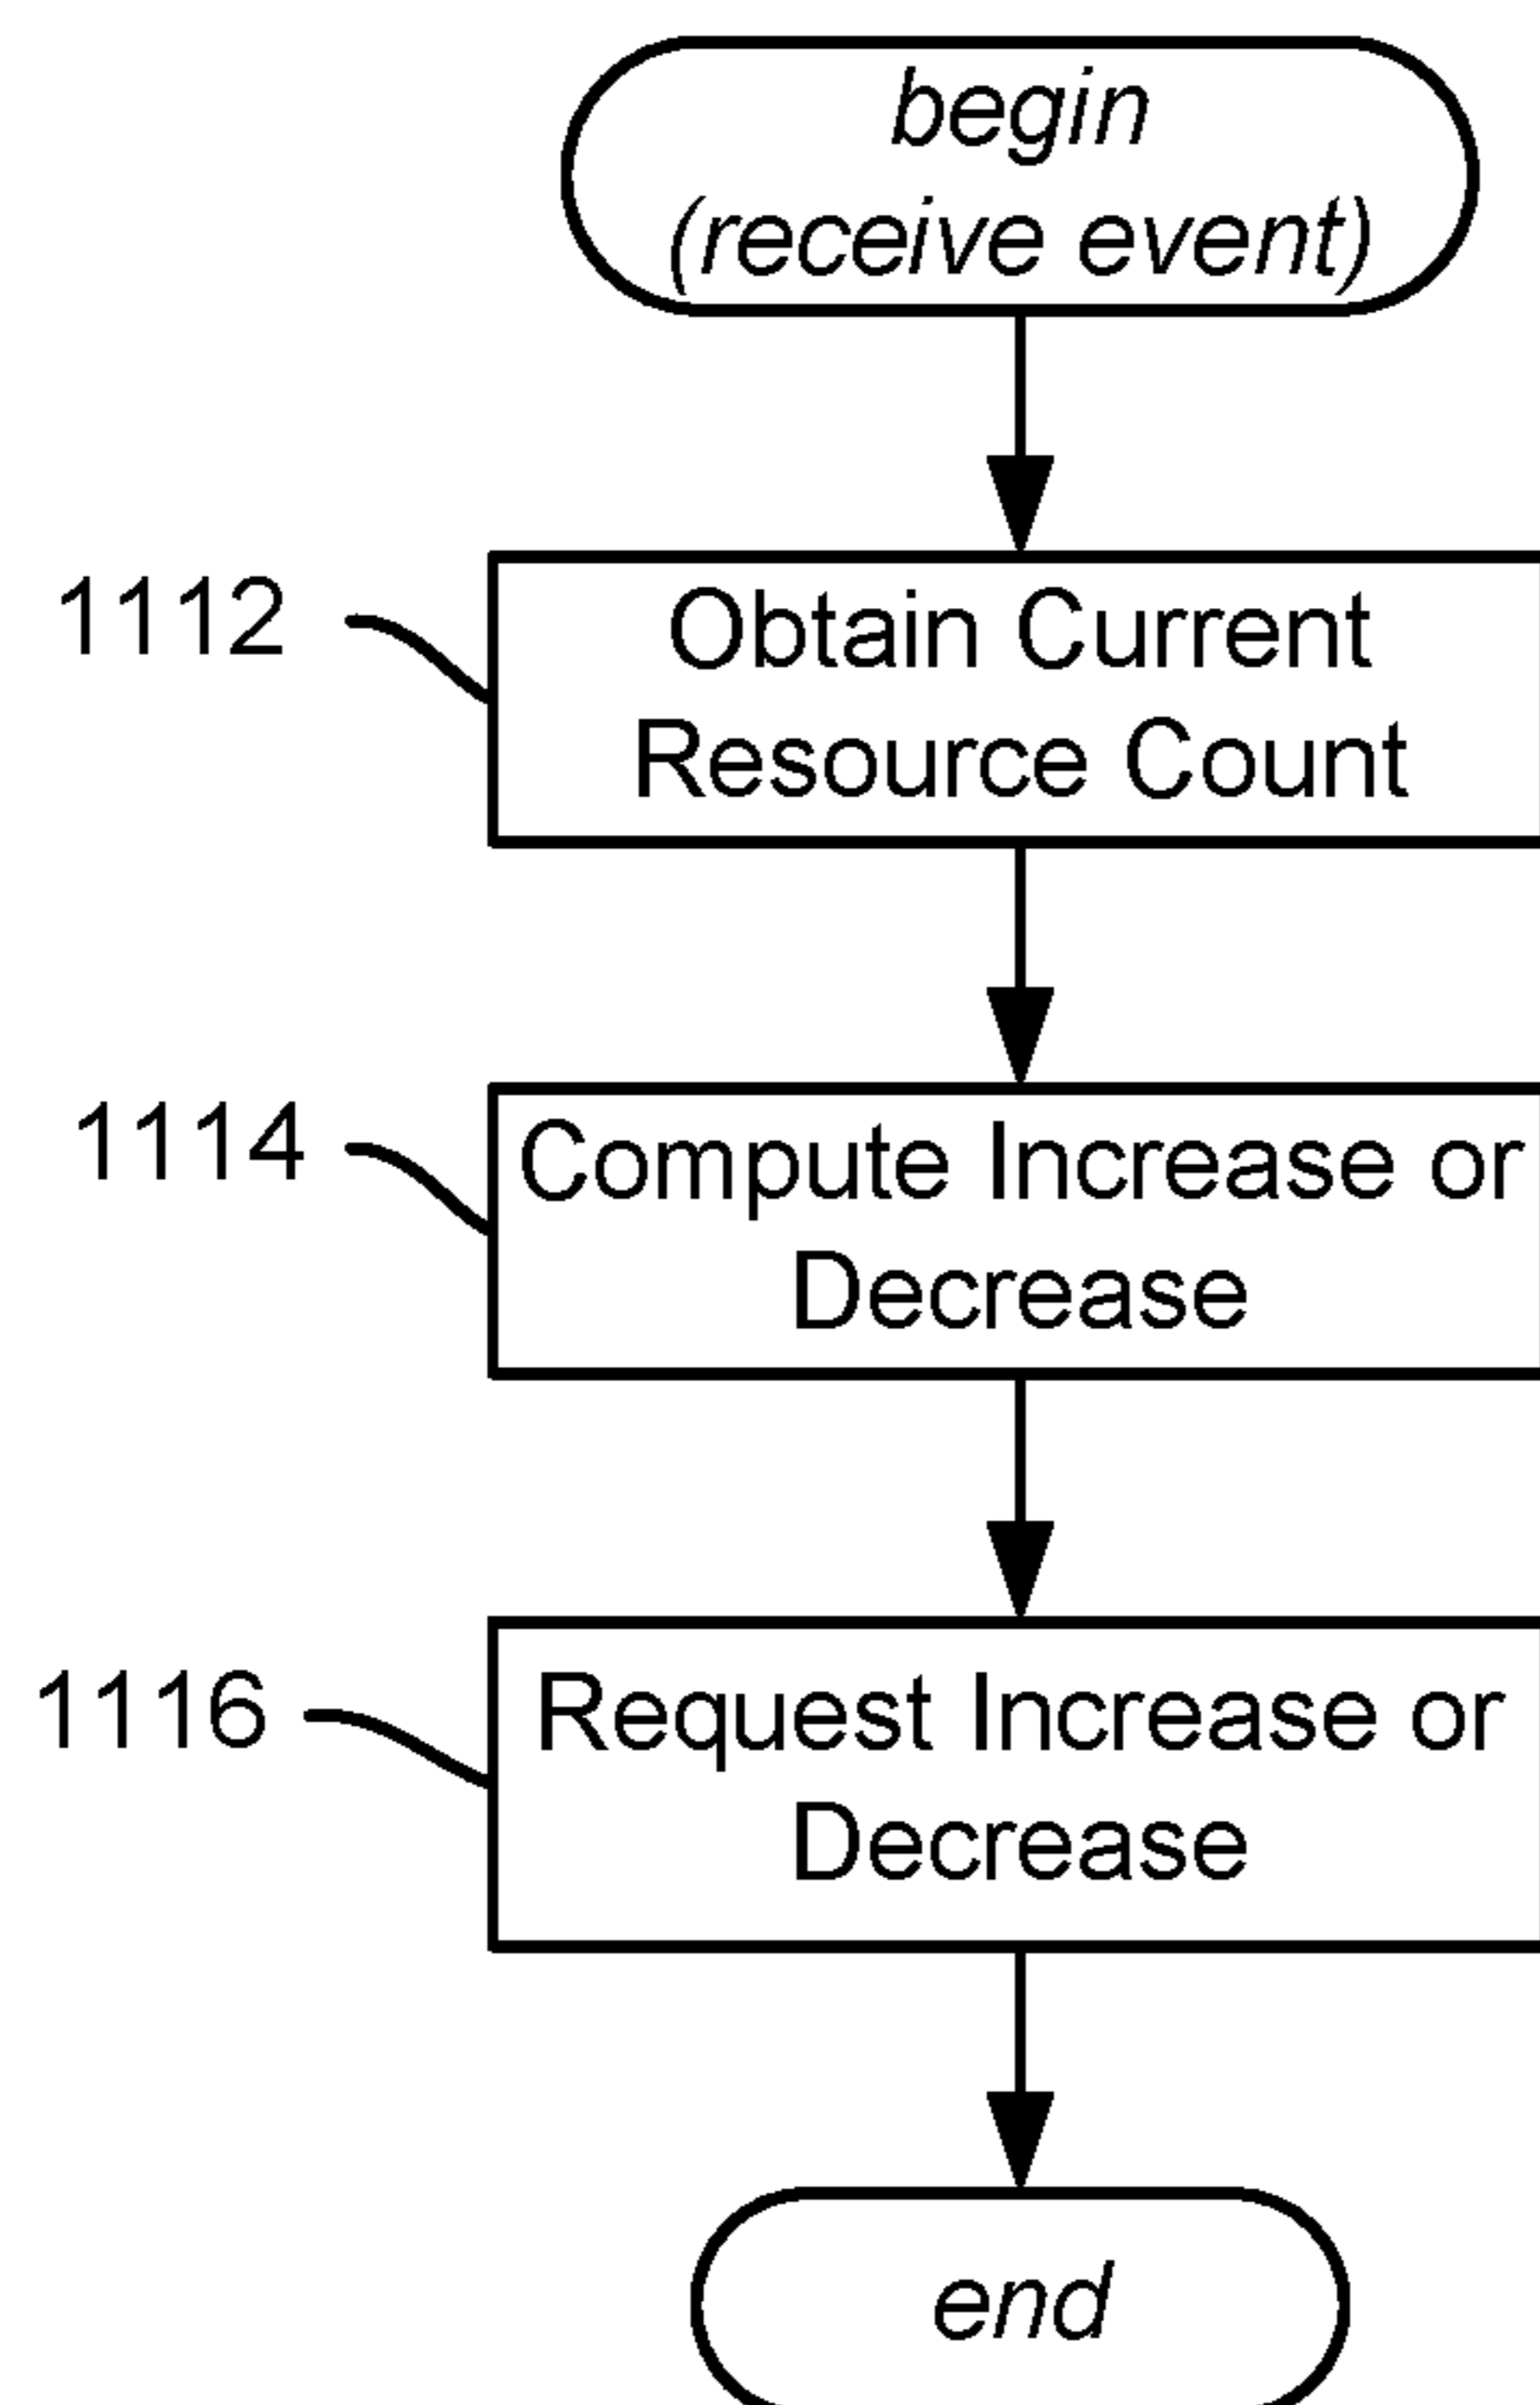 begin
(receive event)
1112
Obtain Current
Resource Count
1114
Compute Increase or
Decrease
1116
Request Increase or
Decrease
end